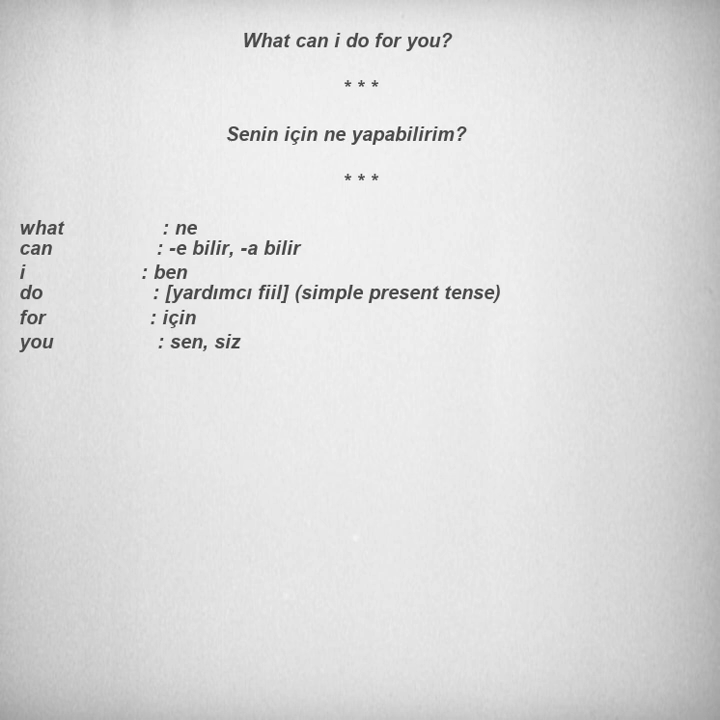 What can i do for you?
* * *
Senin için ne yapabilirim?
* * *
what : ne
can : -e bilir, -a bilir
i : ben
do : [yardımcı fiil] (simple present tense)
for : için
you : sen, siz